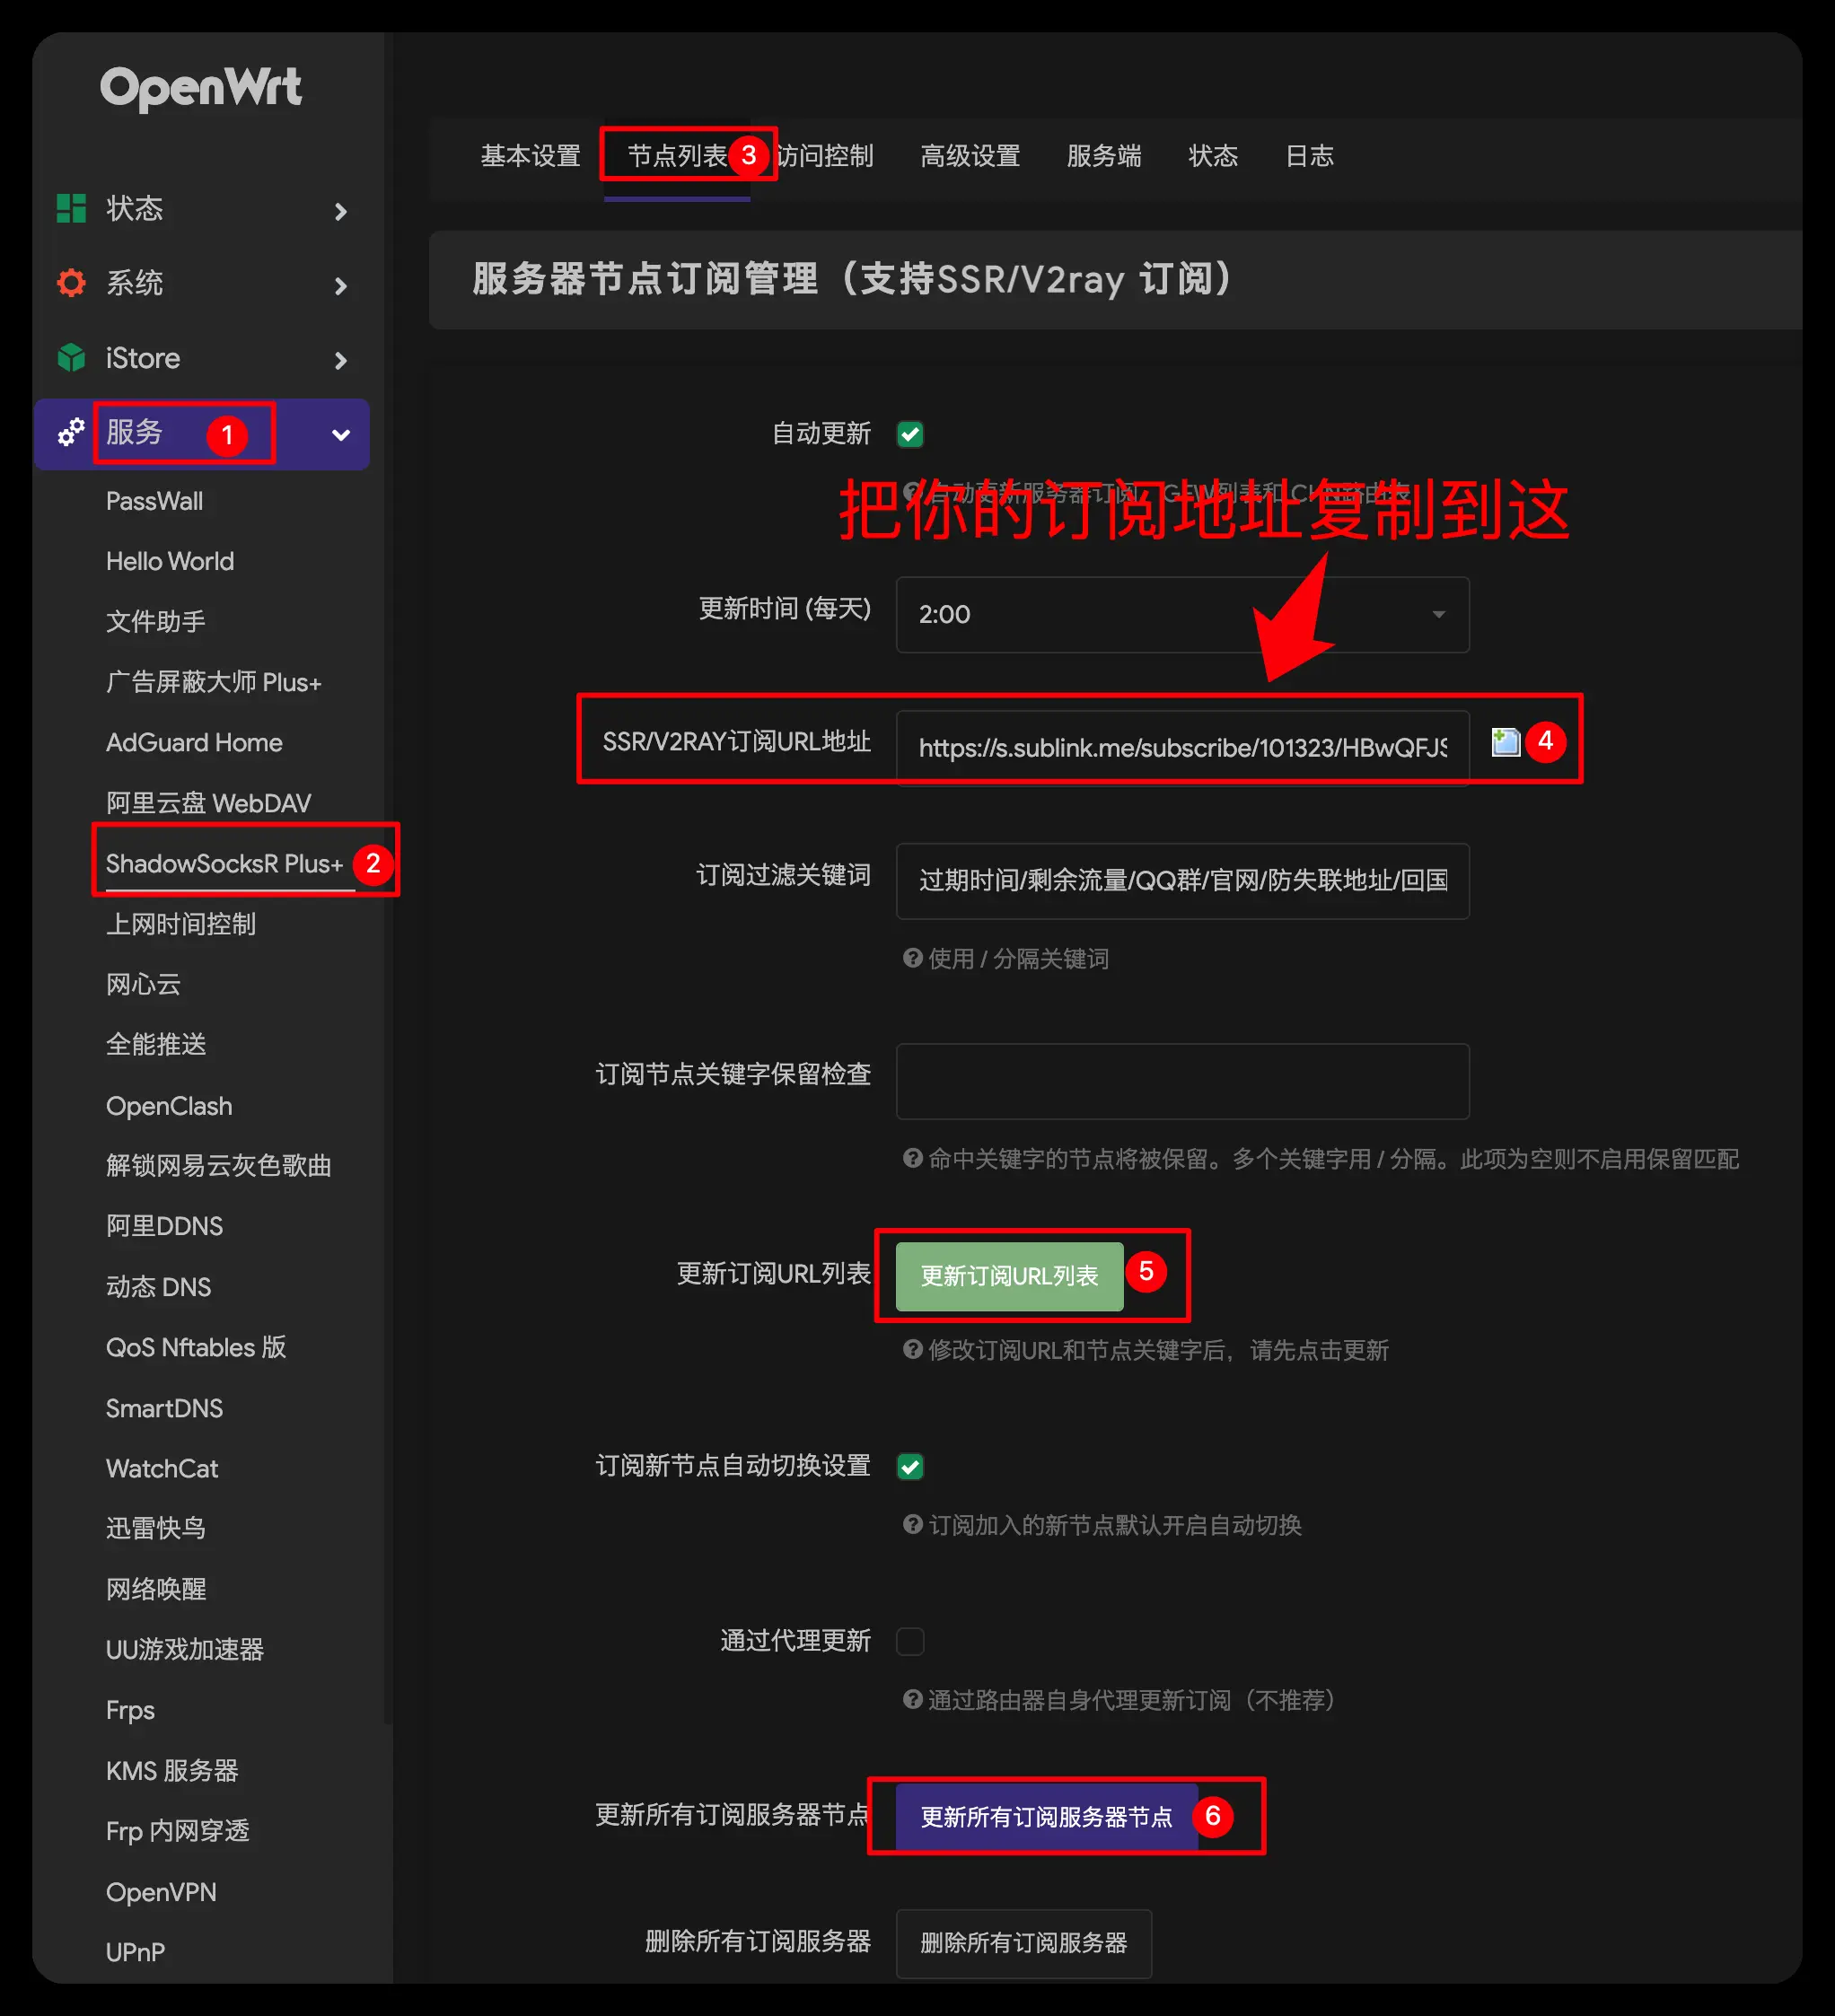 OpenWrt
状态
系统
iStore
服务 1
PassWall
Hello World
文件助手
广告屏蔽大师 Plus+
AdGuard Home
阿里云盘 WebDAV
ShadowSocksR Plus+ 2
上网时间控制
网心云
全能推送
OpenClash
解锁网易云灰色歌曲
阿里DDNS
动态 DNS
QoS Nftables 版
SmartDNS
WatchCat
迅雷快鸟
网络唤醒
UU游戏加速器
Frps
KMS 服务器
Frp 内网穿透
OpenVPN
UPnP
基本设置 节点列表 3 访问控制 高级设置 服务端 状态 日志
服务器节点订阅管理（支持SSR/V2ray 订阅）
自动更新
自动更新服务器订阅、GFW列表和 CHN路由表
把你的订阅地址复制到这
更新时间 (每天) 2:00
SSR/V2RAY订阅URL地址 https://s.sublink.me/subscribe/101323/HBwQFJS 4
订阅过滤关键词 过期时间/剩余流量/QQ群/官网/防失联地址/回国
使用 / 分隔关键词
订阅节点关键字保留检查
命中关键字的节点将被保留。多个关键字用 / 分隔。此项为空则不启用保留匹配
更新订阅URL列表 更新订阅URL列表 5
修改订阅URL和节点关键字后，请先点击更新
订阅新节点自动切换设置
订阅加入的新节点默认开启自动切换
通过代理更新
通过路由器自身代理更新订阅（不推荐）
更新所有订阅服务器节点 更新所有订阅服务器节点 6
删除所有订阅服务器 删除所有订阅服务器